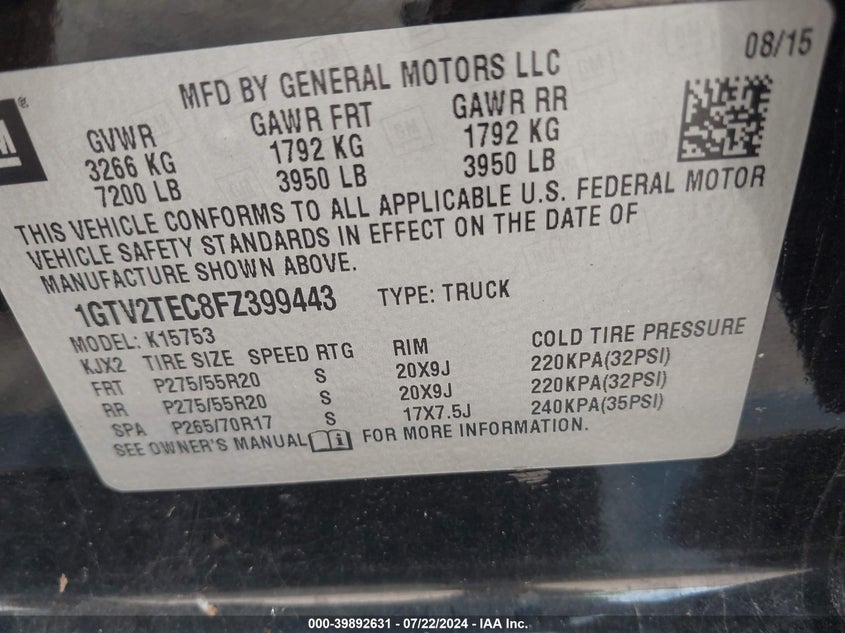 08/15
MFD BY GENERAL MOTORS LLC
GVWR GAWR FRT GAWR RR
3266 KG 1792 KG 1792 KG
7200 LB 3950 LB 3950 LB
THIS VEHICLE CONFORMS TO ALL APPLICABLE U.S. FEDERAL MOTOR
VEHICLE SAFETY STANDARDS IN EFFECT ON THE DATE OF
MANUFACTURE SHOWN ABOVE.
1GTV2TEC8FZ399443 TYPE: TRUCK
MODEL: K15753
KJX2 TIRE SIZE SPEED RTG RIM COLD TIRE PRESSURE
FRT P275/55R20 S 20X9J 220KPA(32PSI)
RR P275/55R20 S 20X9J 220KPA(32PSI)
SPA P265/70R17 S 17X7.5J 240KPA(35PSI)
SEE OWNER'S MANUAL FOR MORE INFORMATION.
000-39892631 - 07/22/2024 - IAA Inc.